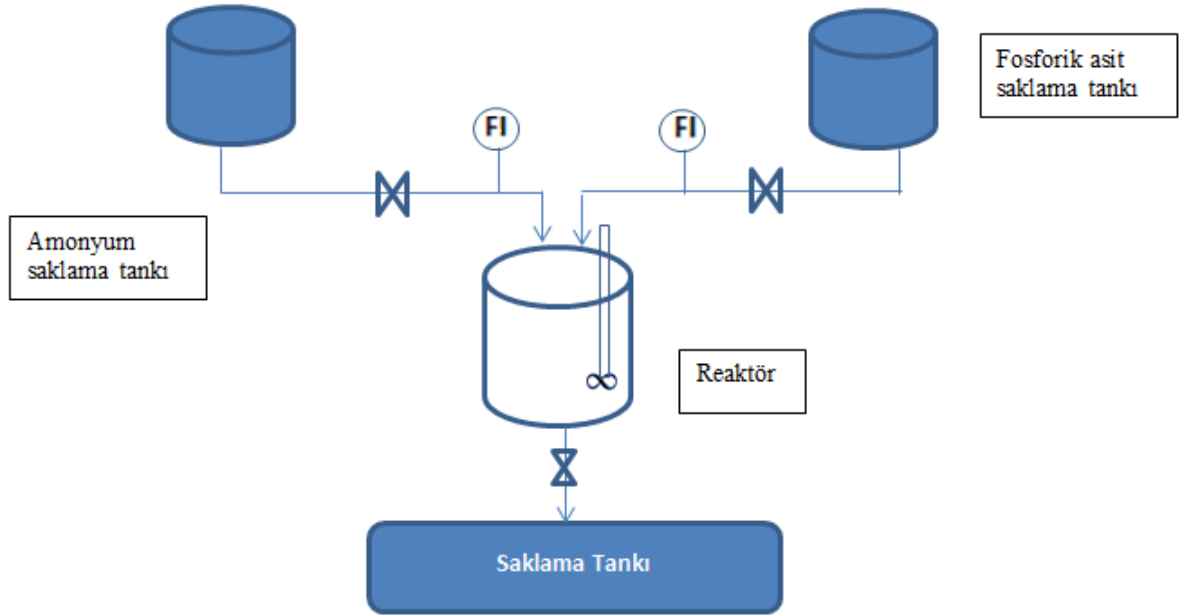 Fosforik asit
saklama tankı
FI
FI
Amonyum
saklama tankı
Reaktör
Saklama Tankı